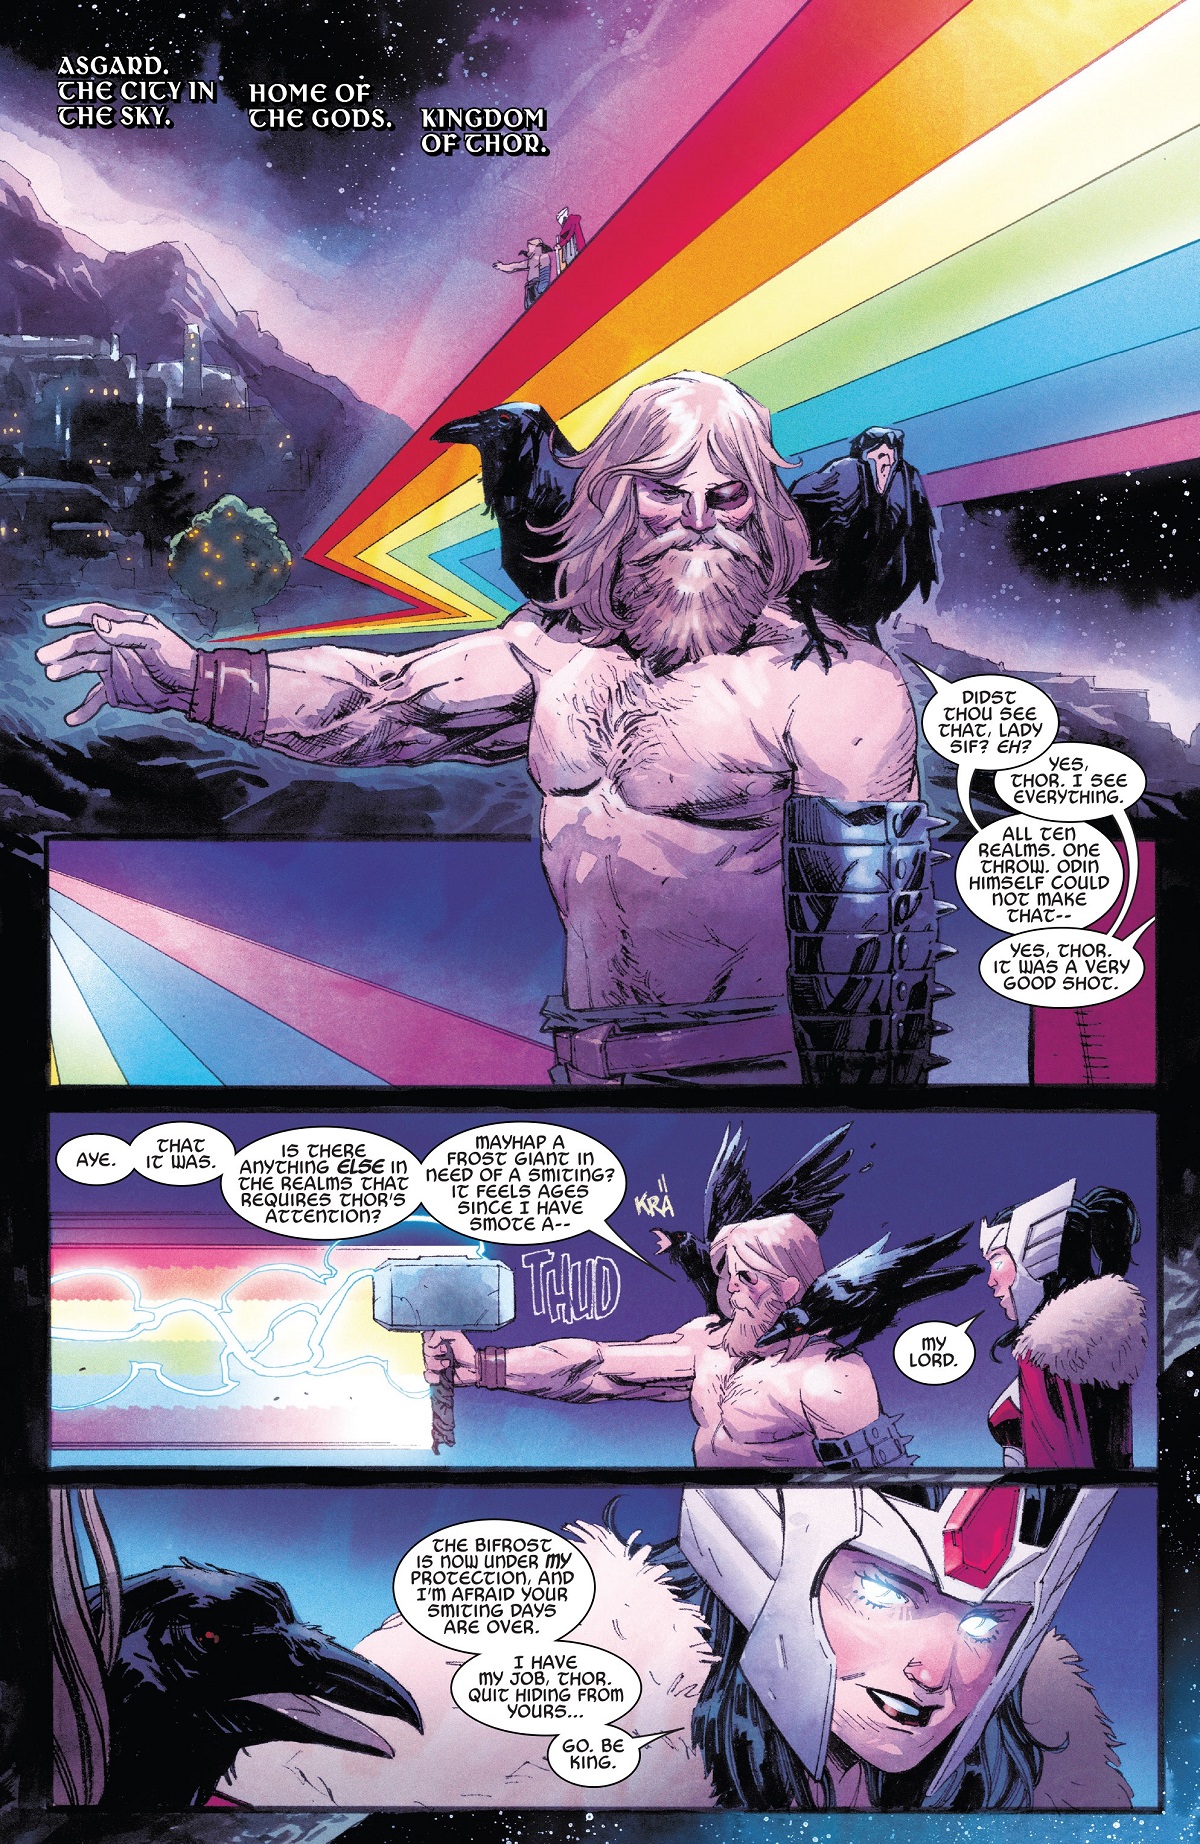 ASGARD.
THE CITY IN
THE SKY.
HOME OF
THE GODS.
KINGDOM
OF THOR.
DIDST
THOU SEE
THAT, LADY
SIF? EH?
YES,
THOR. I SEE
EVERYTHING.
ALL TEN
REALMS. ONE
THROW. ODIN
HIMSELF COULD
NOT MAKE
THAT--
YES, THOR.
IT WAS A VERY
GOOD SHOT.
AYE.
THAT
IT WAS.
IS THERE
ANYTHING ELSE IN
THE REALMS THAT
REQUIRES THOR'S
ATTENTION?
MAYHAP A
FROST GIANT IN
NEED OF A SMITING?
IT FEELS AGES
SINCE I HAVE
SMOTE A--
KRÄ
THUD
MY
LORD.
THE BIFROST
IS NOW UNDER MY
PROTECTION, AND
I'M AFRAID YOUR
SMITING DAYS
ARE OVER.
I HAVE
MY JOB, THOR.
QUIT HIDING FROM
YOURS...
GO. BE
KING.